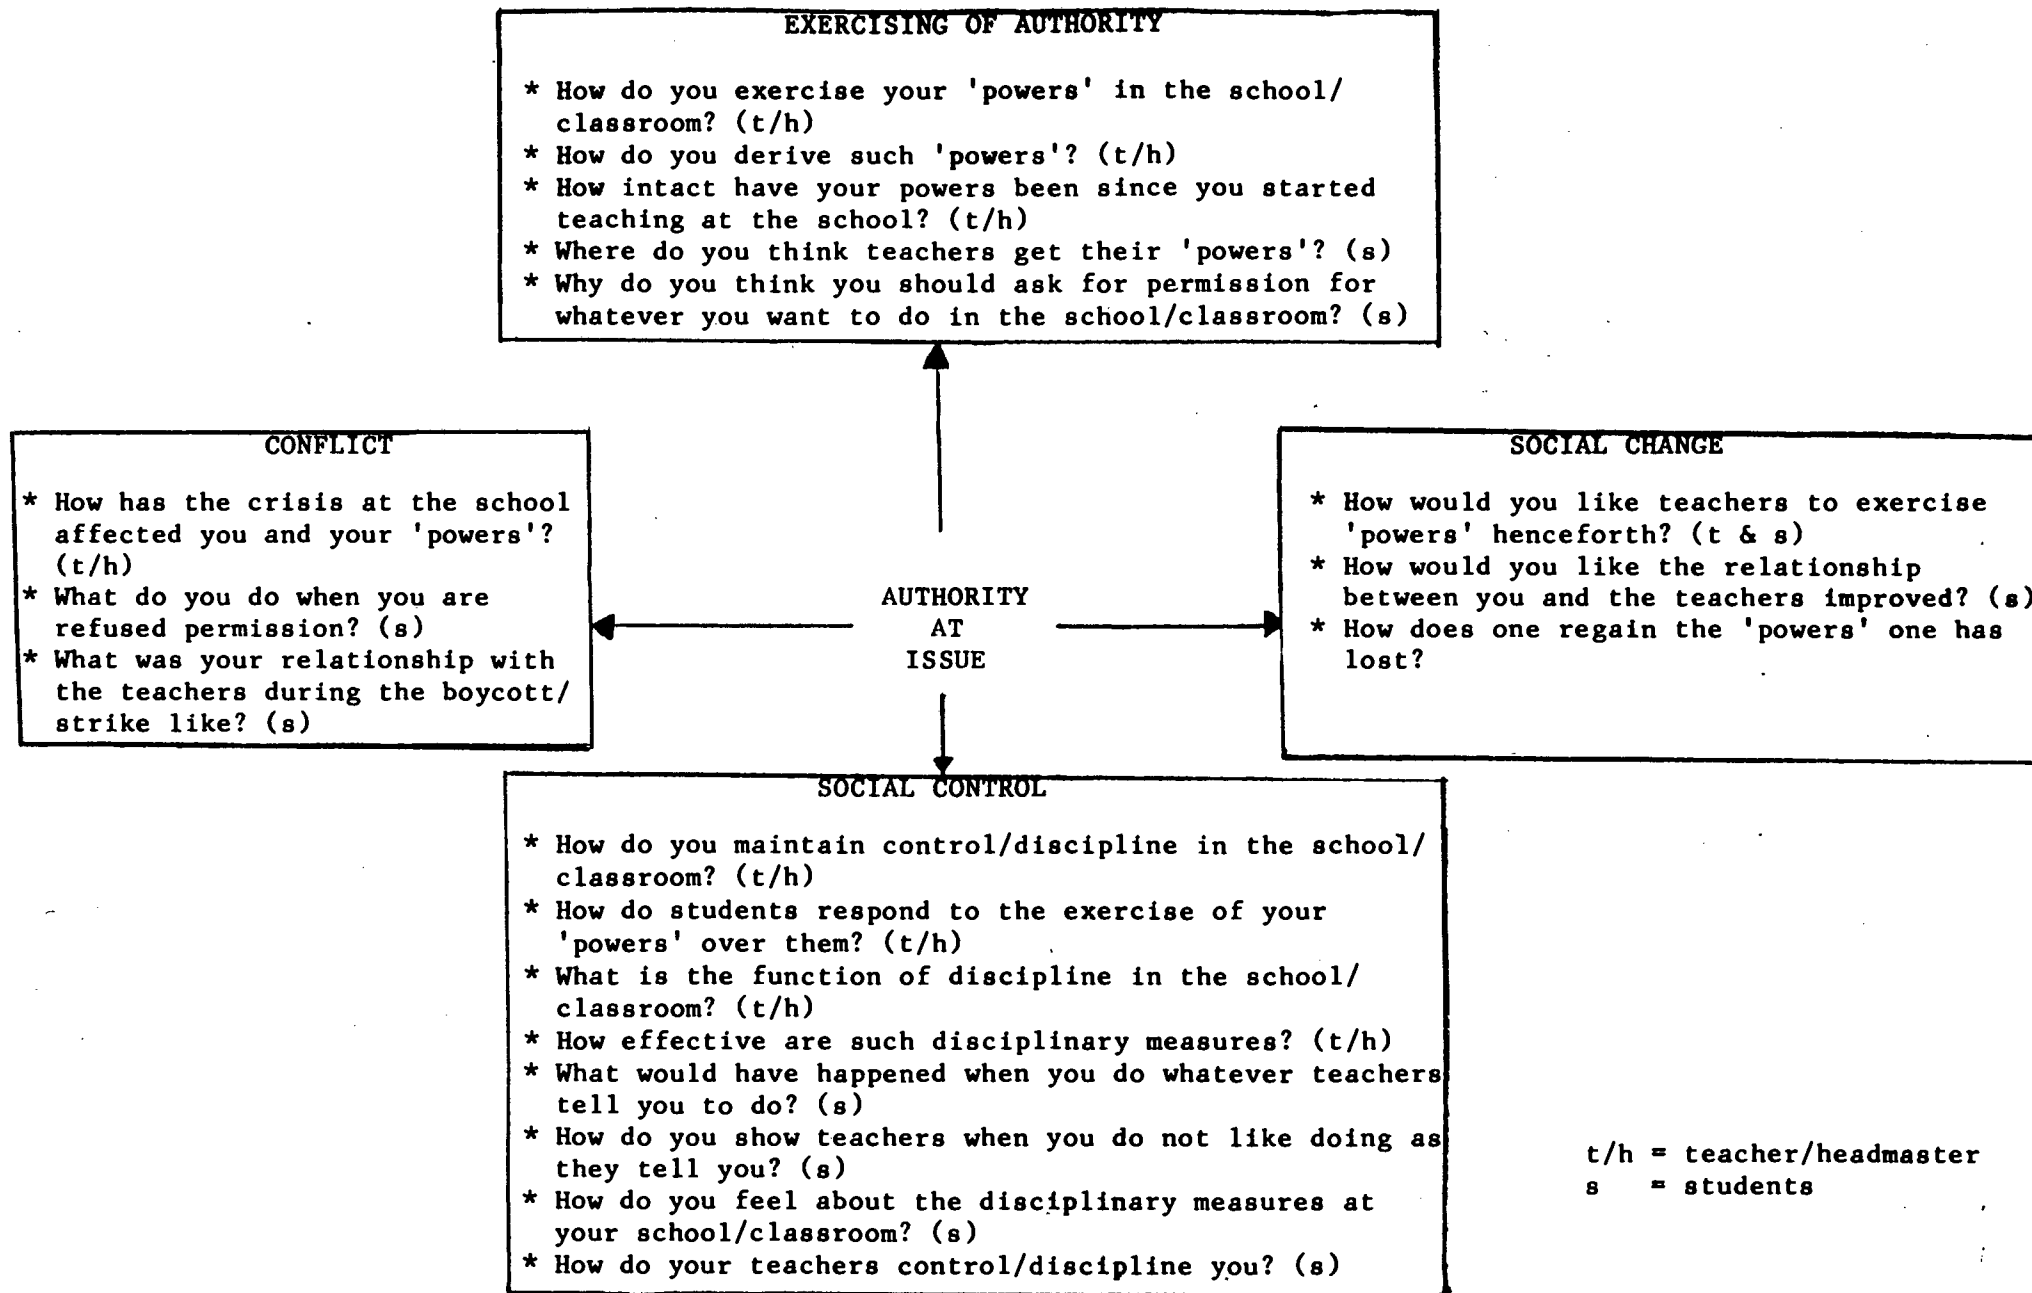 EXERCISING OF AUTHORITY
* How do you exercise your 'powers' in the school/
classroom? (t/h)
* How do you derive such 'powers'? (t/h)
* How intact have your powers been since you started
teaching at the school? (t/h)
* Where do you think teachers get their 'powers'? (s)
* Why do you think you should ask for permission for
whatever you want to do in the school/classroom? (s)
CONFLICT
* How has the crisis at the school
affected you and your 'powers'?
(t/h)
* What do you do when you are
refused permission? (s)
* What was your relationship with
the teachers during the boycott/
strike like? (s)
AUTHORITY
AT
ISSUE
SOCIAL CHANGE
* How would you like teachers to exercise
'powers' henceforth? (t & s)
* How would you like the relationship
between you and the teachers improved? (s)
* How does one regain the 'powers' one has
lost?
SOCIAL CONTROL
* How do you maintain control/discipline in the school/
classroom? (t/h)
* How do students respond to the exercise of your
'powers' over them? (t/h)
* What is the function of discipline in the school/
classroom? (t/h)
* How effective are such disciplinary measures? (t/h)
* What would have happened when you do whatever teachers
tell you to do? (s)
* How do you show teachers when you do not like doing as
they tell you? (s)
* How do you feel about the disciplinary measures at
your school/classroom? (s)
* How do your teachers control/discipline you? (s)
t/h = teacher/headmaster
s = students